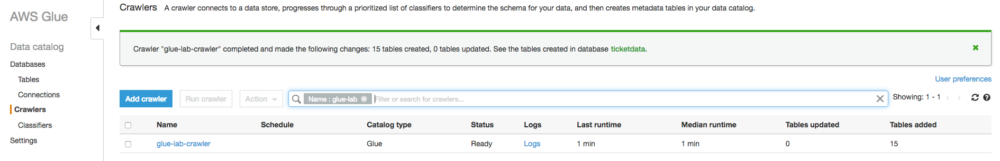 AWS Glue
Data catalog
Databases
Tables
Connections
Crawlers
Classifiers
Settings
Crawlers A crawler connects to a data store, progresses through a prioritized list of classifiers to determine the schema for your data, and then creates metadata tables in your data catalog.
Crawler "glue-lab-crawler" completed and made the following changes: 15 tables created, 0 tables updated. See the tables created in database ticketdata.
User preferences
Add crawler Run crawler Action Name : glue-lab Filter or search for crawlers... Showing: 1 - 1
Name Schedule Catalog type Status Logs Last runtime Median runtime Tables updated Tables added
glue-lab-crawler Glue Ready Logs 1 min 1 min 0 15